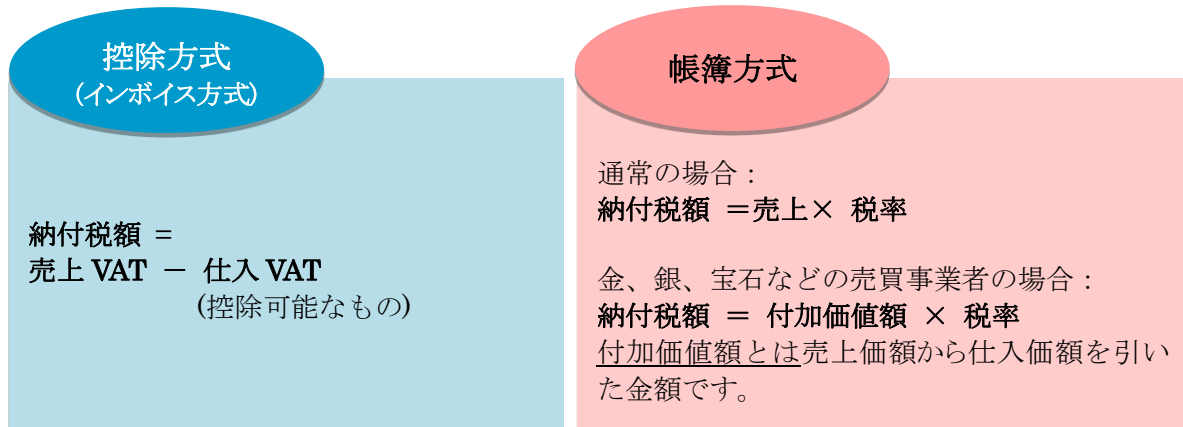 控除方式
(インボイス方式)
納付税額 =
売上 VAT － 仕入 VAT
(控除可能なもの)
帳簿方式
通常の場合：
納付税額 ＝売上× 税率
金、銀、宝石などの売買事業者の場合：
納付税額 ＝ 付加価値額 × 税率
付加価値額とは売上価額から仕入価額を引い
た金額です。